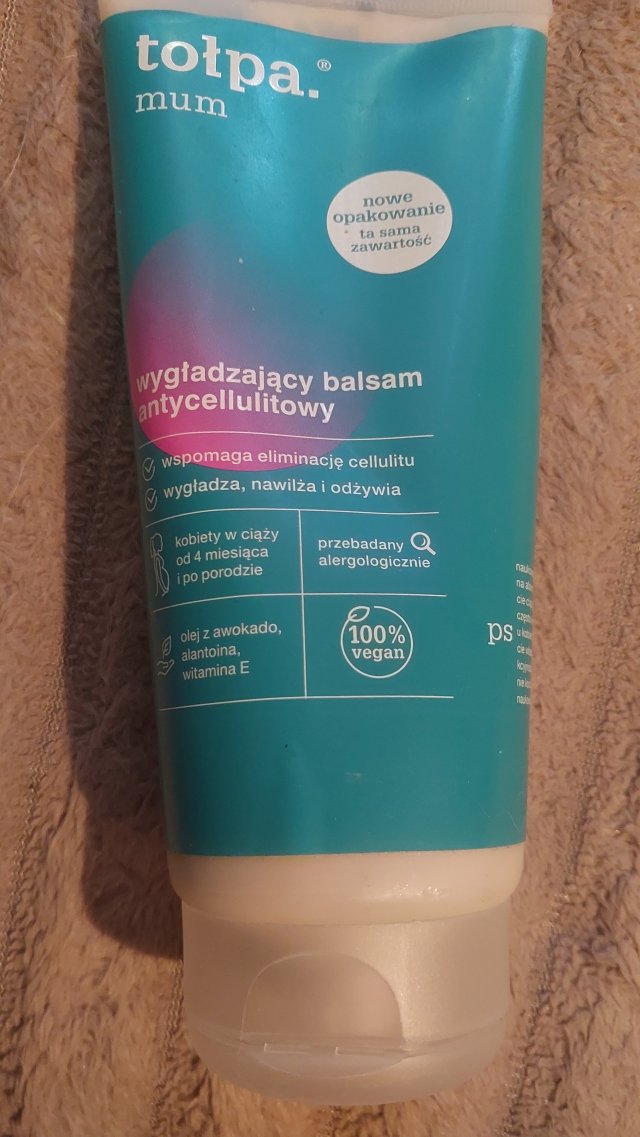 tołpa.®
mum
nowe
opakowanie
ta sama
zawartość
wygładzający balsam
antycellulitowy
wspomaga eliminację cellulitu
wygładza, nawilża i odżywia
kobiety w ciąży
od 4 miesiąca
i po porodzie
przebadany
alergologicznie
olej z awokado,
alantoina,
witamina E
100%
vegan
ps